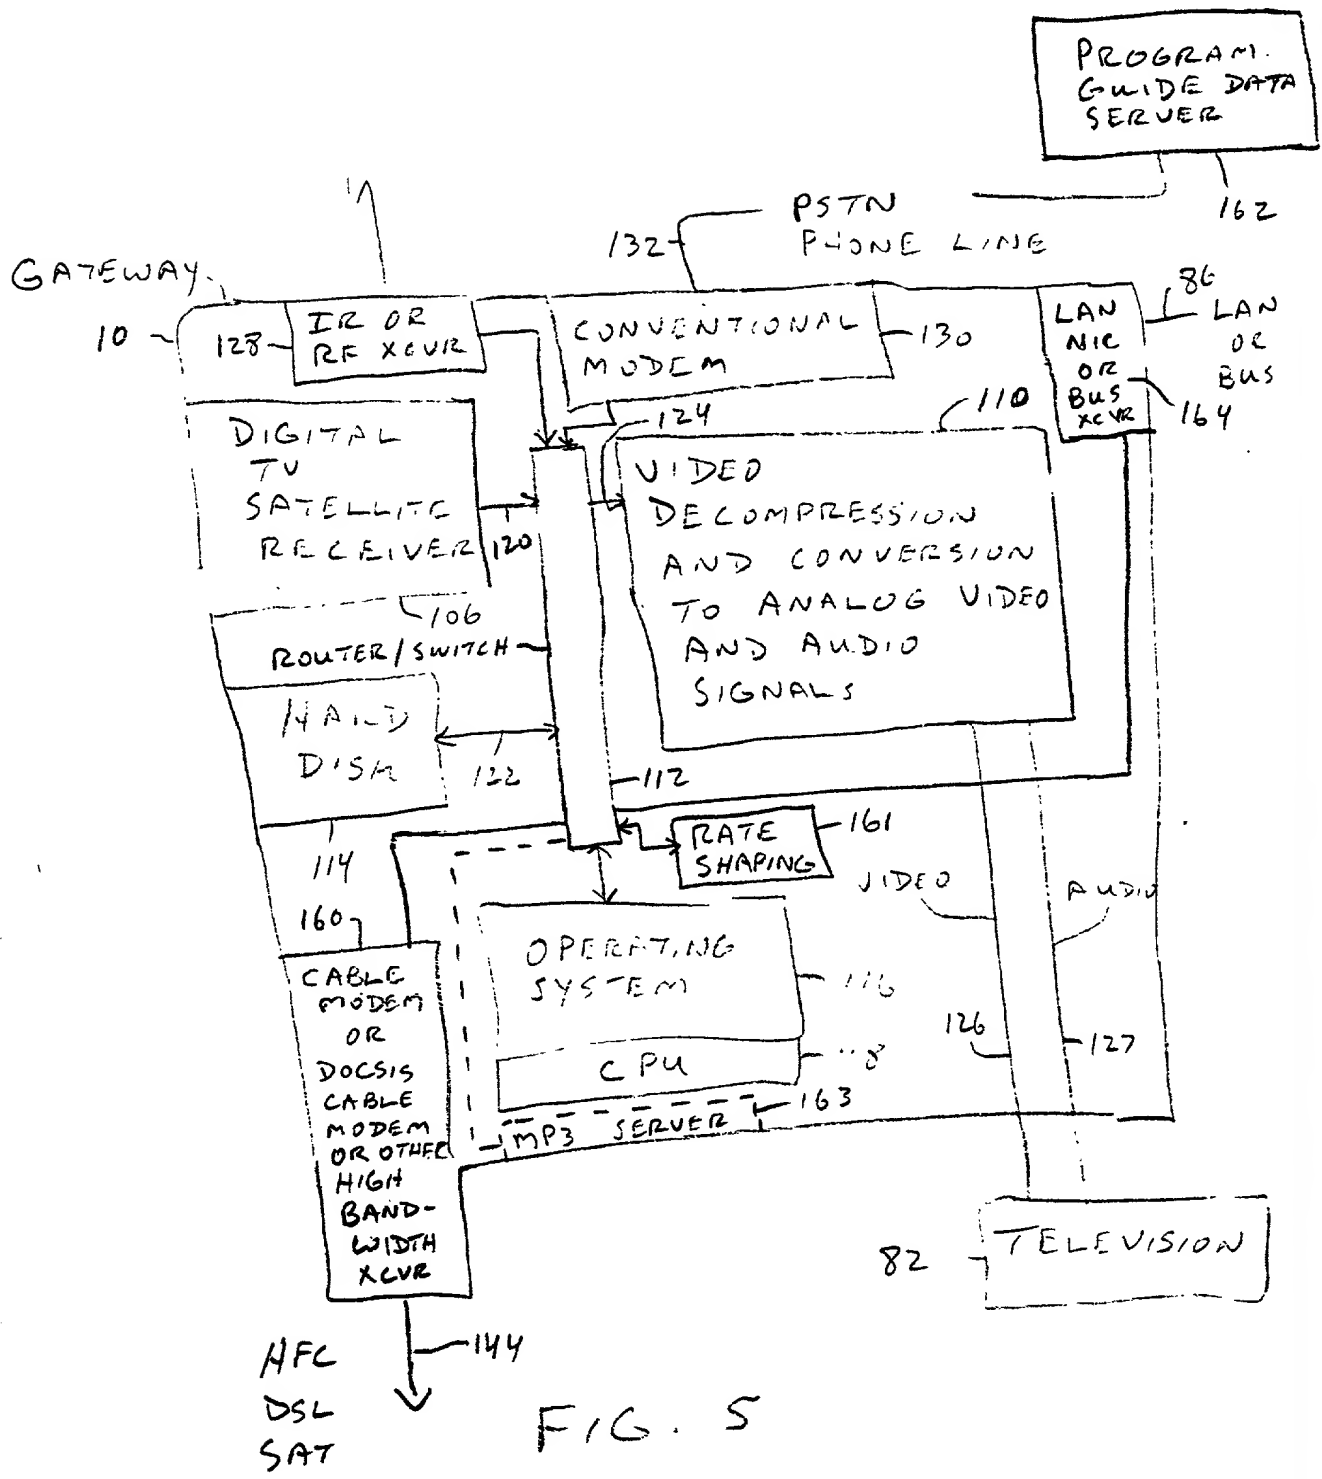 PROGRAM.
GUIDE DATA
SERVER
162
PSTN
PHONE LINE
132
GATEWAY
10
128
IR OR
RF XCVR
CONVENTIONAL
MODEM
130
LAN
NIC
OR
BUS
XCVR
86
LAN
OR
BUS
164
124
110
DIGITAL
TV
SATELLITE
RECEIVER
120
106
VIDEO
DECOMPRESSION
AND CONVERSION
TO ANALOG VIDEO
AND AUDIO
SIGNALS
ROUTER/SWITCH
HARD
DISK
122
112
114
RATE
SHAPING
161
VIDEO
AUDIO
160
CABLE
MODEM
OR
DOCSIS
CABLE
MODEM
OR OTHER
HIGH
BAND-
WIDTH
XCVR
OPERATING
SYSTEM
116
CPU
118
MP3 SERVER
163
126
127
82
TELEVISION
144
HFC
DSL
SAT
FIG. 5